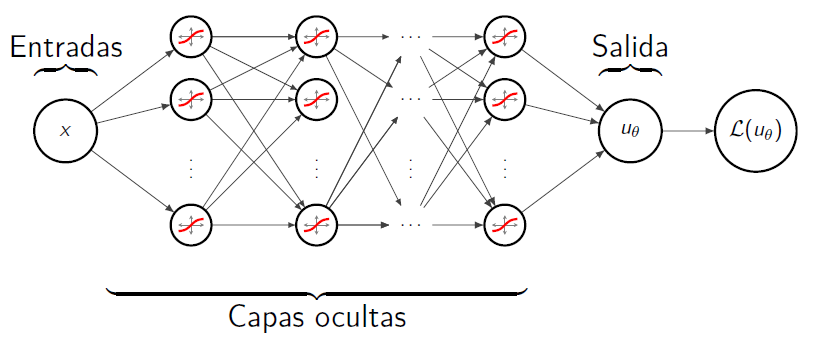 Entradas
Salida
x
u_θ
ℒ(u_θ)
Capas ocultas